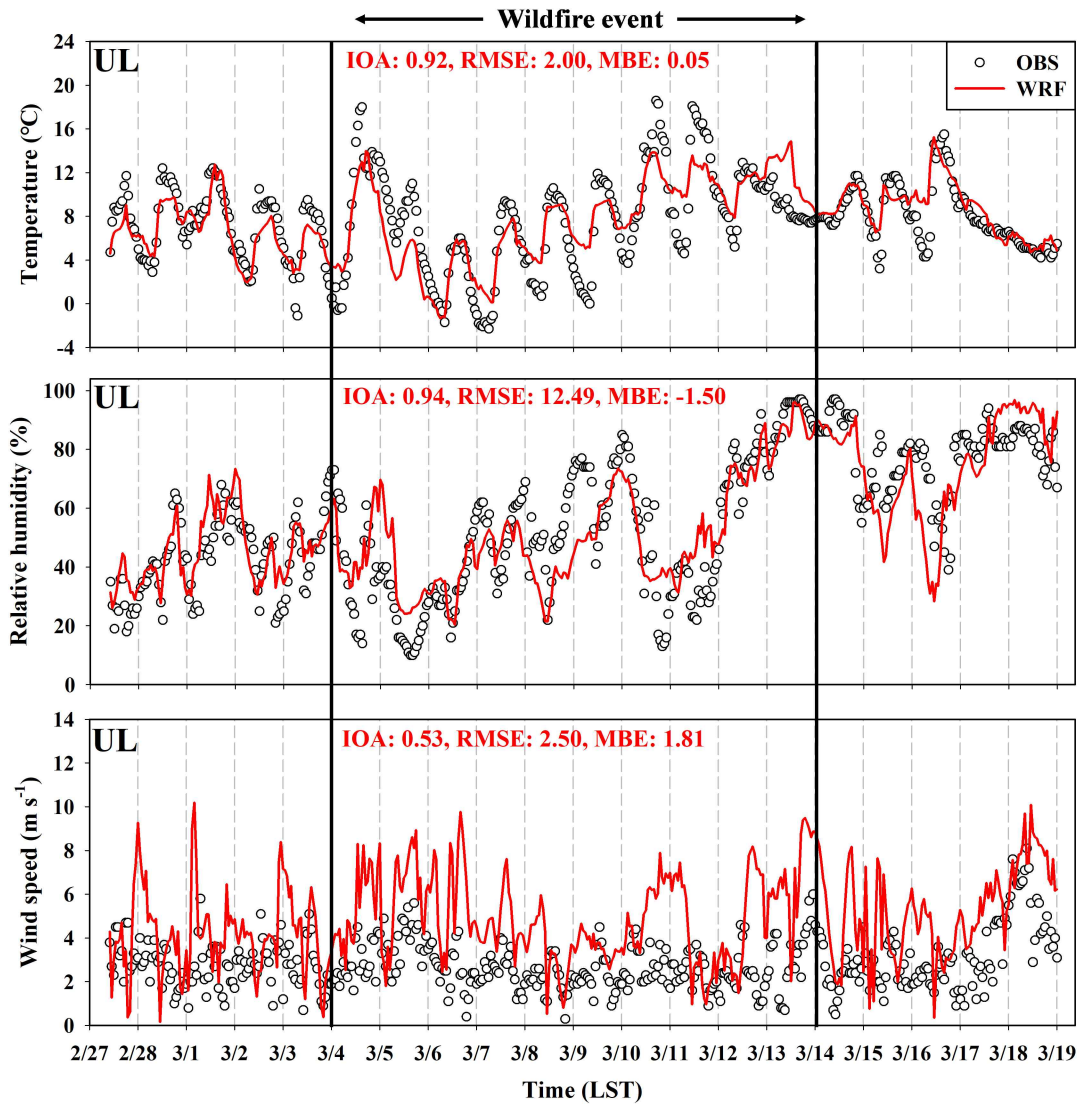 Wildfire event
UL
IOA: 0.92, RMSE: 2.00, MBE: 0.05
OBS
WRF
Temperature (°C)
24
20
16
12
8
4
0
-4
UL
IOA: 0.94, RMSE: 12.49, MBE: -1.50
Relative humidity (%)
100
80
60
40
20
0
UL
IOA: 0.53, RMSE: 2.50, MBE: 1.81
Wind speed (m s⁻¹)
14
12
10
8
6
4
2
0
2/27 2/28 3/1 3/2 3/3 3/4 3/5 3/6 3/7 3/8 3/9 3/10 3/11 3/12 3/13 3/14 3/15 3/16 3/17 3/18 3/19
Time (LST)